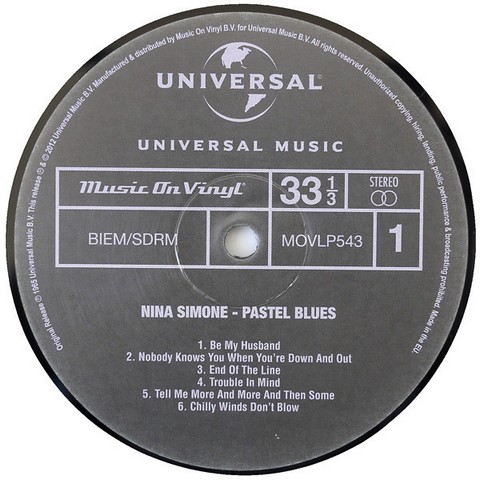 Original Release ℗ 1965 Universal Music B.V. This release ℗ & © 2012 Universal Music B.V. Manufactured & distributed by Music On Vinyl B.V. for Universal Music B.V. All rights reserved. Unauthorized copying, hiring, lending, public performance & broadcasting prohibited. Made in the EU.
UNIVERSAL
UNIVERSAL MUSIC
Music On Vinyl
33 1/3
STEREO
BIEM/SDRM
MOVLP543
1
NINA SIMONE - PASTEL BLUES
1. Be My Husband
2. Nobody Knows You When You're Down And Out
3. End Of The Line
4. Trouble In Mind
5. Tell Me More And More And Then Some
6. Chilly Winds Don't Blow